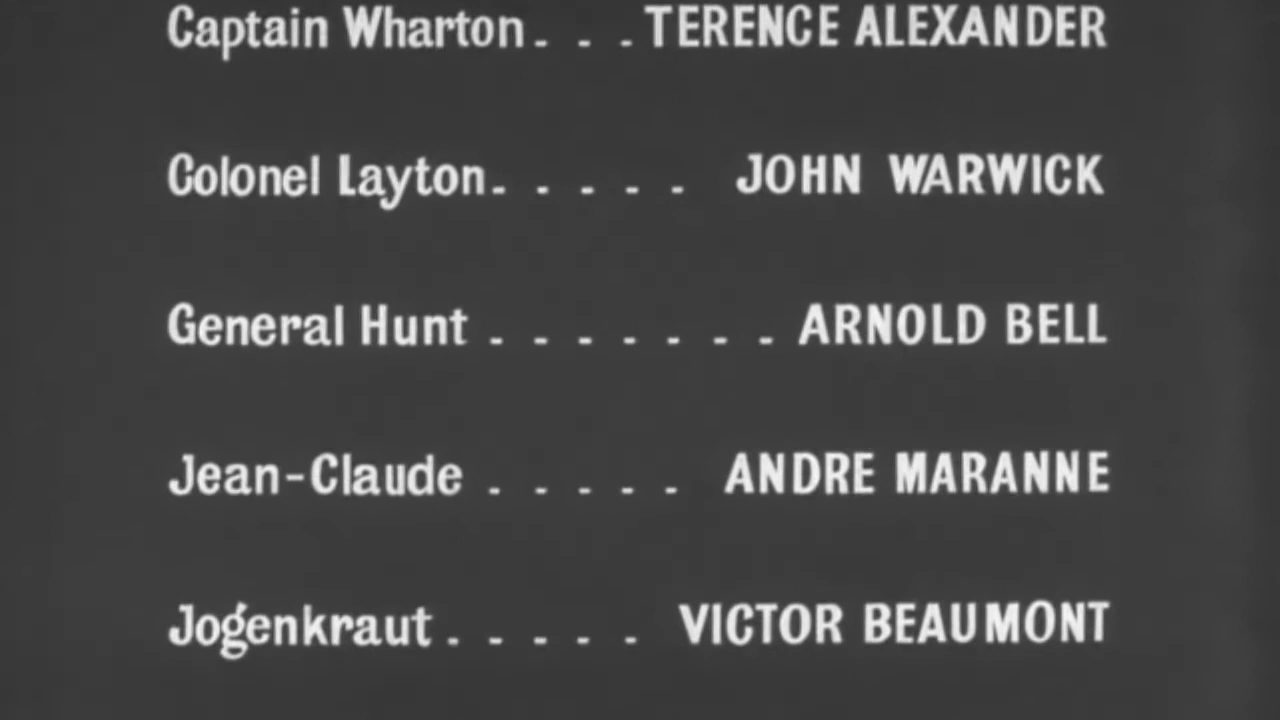 Captain Wharton. . . .TERENCE ALEXANDER
Colonel Layton. . . . . JOHN WARWICK
General Hunt . . . . . . . ARNOLD BELL
Jean-Claude . . . . . ANDRE MARANNE
Jogenkraut . . . . . VICTOR BEAUMONT